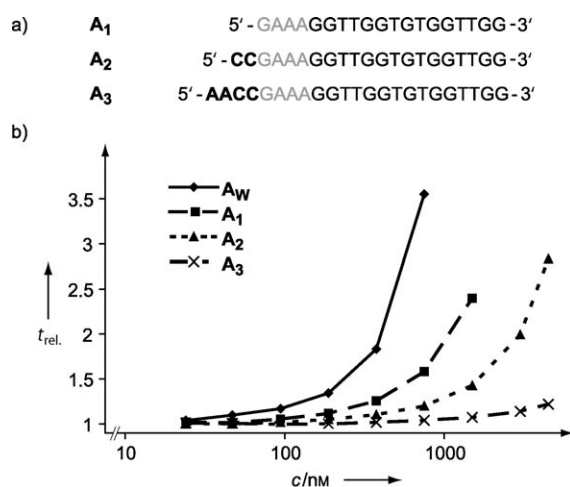 a) A1 5‘-GAAAGGTTGGTGTGGTTGG-3‘
A2 5‘-CCGAAAGGTTGGTGTGGTTGG-3‘
A3 5‘-AACCGAAAGGTTGGTGTGGTTGG-3‘
b)
AW
A1
A2
A3
3.5
3
2.5
2
1.5
1
trel.
10 100 1000
c/nM